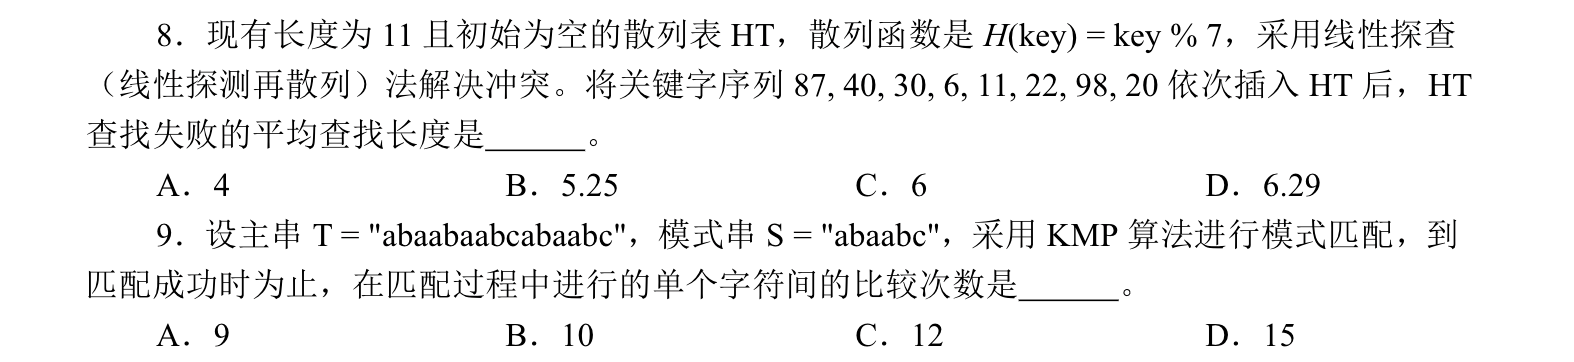 8．现有长度为 11 且初始为空的散列表 HT，散列函数是 H(key) = key % 7，采用线性探查
（线性探测再散列）法解决冲突。将关键字序列 87, 40, 30, 6, 11, 22, 98, 20 依次插入 HT 后，HT
查找失败的平均查找长度是______。
A．4 B．5.25 C．6 D．6.29
9．设主串 T = "abaabaabcabaabc"，模式串 S = "abaabc"，采用 KMP 算法进行模式匹配，到
匹配成功时为止，在匹配过程中进行的单个字符间的比较次数是______。
A．9 B．10 C．12 D．15